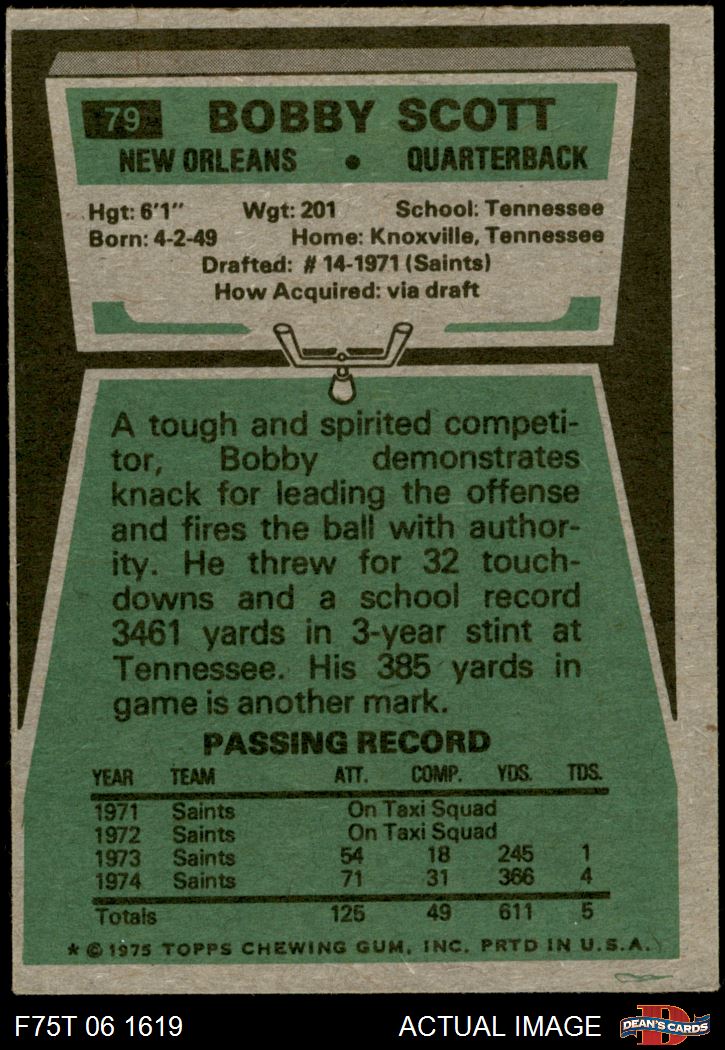 79 BOBBY SCOTT
NEW ORLEANS • QUARTERBACK
Hgt: 6'1" Wgt: 201 School: Tennessee
Born: 4-2-49 Home: Knoxville, Tennessee
Drafted: # 14-1971 (Saints)
How Acquired: via draft
A tough and spirited competi-
tor, Bobby demonstrates
knack for leading the offense
and fires the ball with author-
ity. He threw for 32 touch-
downs and a school record
3461 yards in 3-year stint at
Tennessee. His 385 yards in
game is another mark.
PASSING RECORD
YEAR TEAM ATT. COMP. YDS. TDS.
1971 Saints On Taxi Squad
1972 Saints On Taxi Squad
1973 Saints 54 18 245 1
1974 Saints 71 31 366 4
Totals 125 49 611 5
* © 1975 TOPPS CHEWING GUM, INC. PRTD IN U.S.A.
F75T 06 1619 ACTUAL IMAGE D DEAN'S CARDS